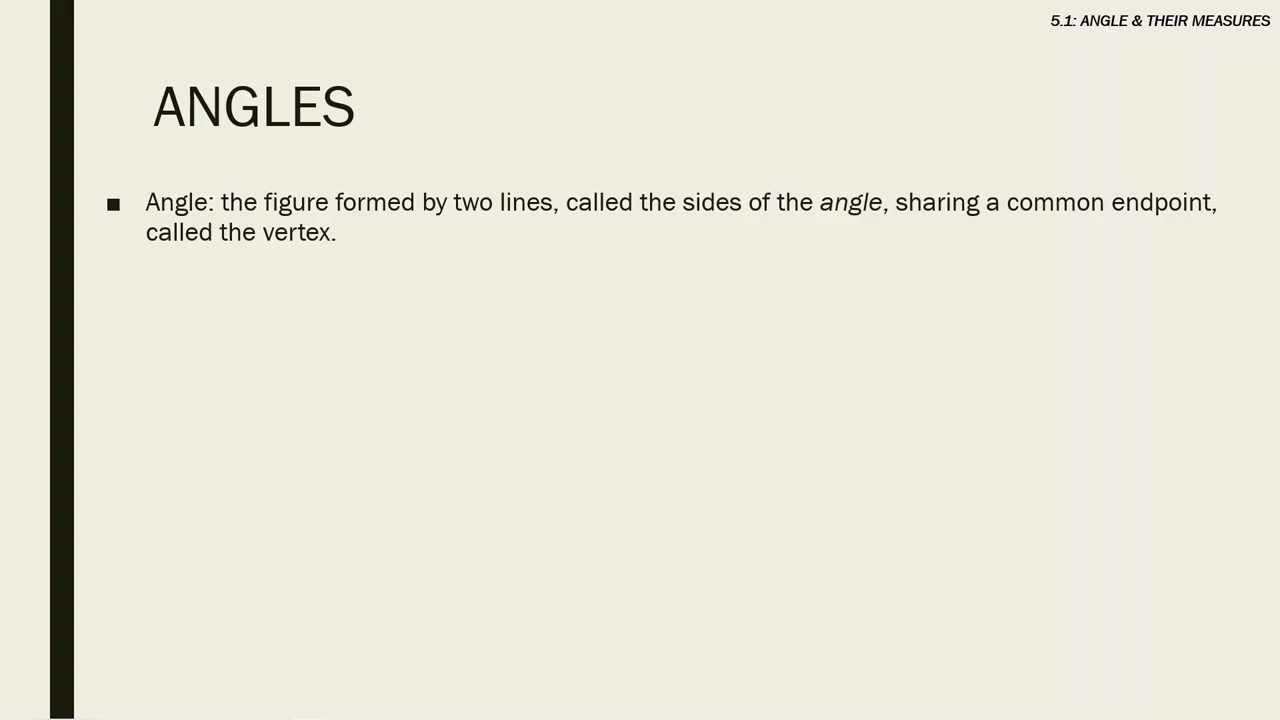 5.1: ANGLE & THEIR MEASURES
ANGLES
■ Angle: the figure formed by two lines, called the sides of the angle, sharing a common endpoint,
called the vertex.